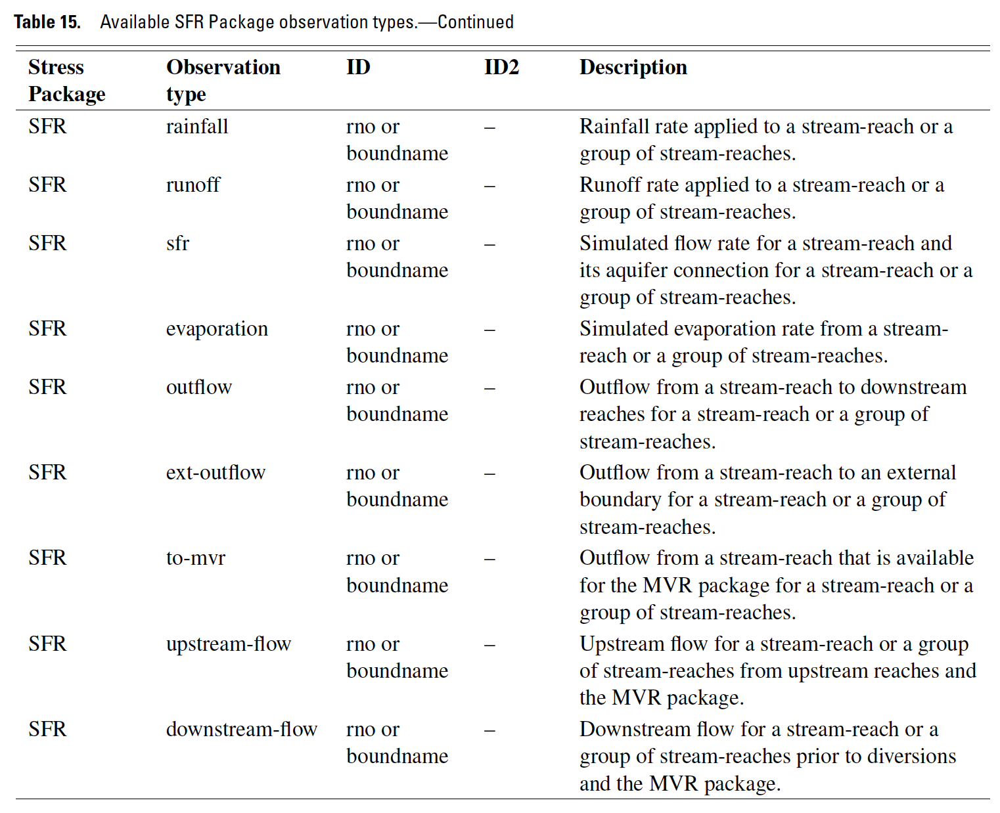 Table 15. Available SFR Package observation types.—Continued
Stress Package Observation type ID ID2 Description
SFR rainfall rno or boundname – Rainfall rate applied to a stream-reach or a
group of stream-reaches.
SFR runoff rno or boundname – Runoff rate applied to a stream-reach or a
group of stream-reaches.
SFR sfr rno or boundname – Simulated flow rate for a stream-reach and
its aquifer connection for a stream-reach or a
group of stream-reaches.
SFR evaporation rno or boundname – Simulated evaporation rate from a stream-
reach or a group of stream-reaches.
SFR outflow rno or boundname – Outflow from a stream-reach to downstream
reaches for a stream-reach or a group of
stream-reaches.
SFR ext-outflow rno or boundname – Outflow from a stream-reach to an external
boundary for a stream-reach or a group of
stream-reaches.
SFR to-mvr rno or boundname – Outflow from a stream-reach that is available
for the MVR package for a stream-reach or a
group of stream-reaches.
SFR upstream-flow rno or boundname – Upstream flow for a stream-reach or a group
of stream-reaches from upstream reaches and
the MVR package.
SFR downstream-flow rno or boundname – Downstream flow for a stream-reach or a
group of stream-reaches prior to diversions
and the MVR package.